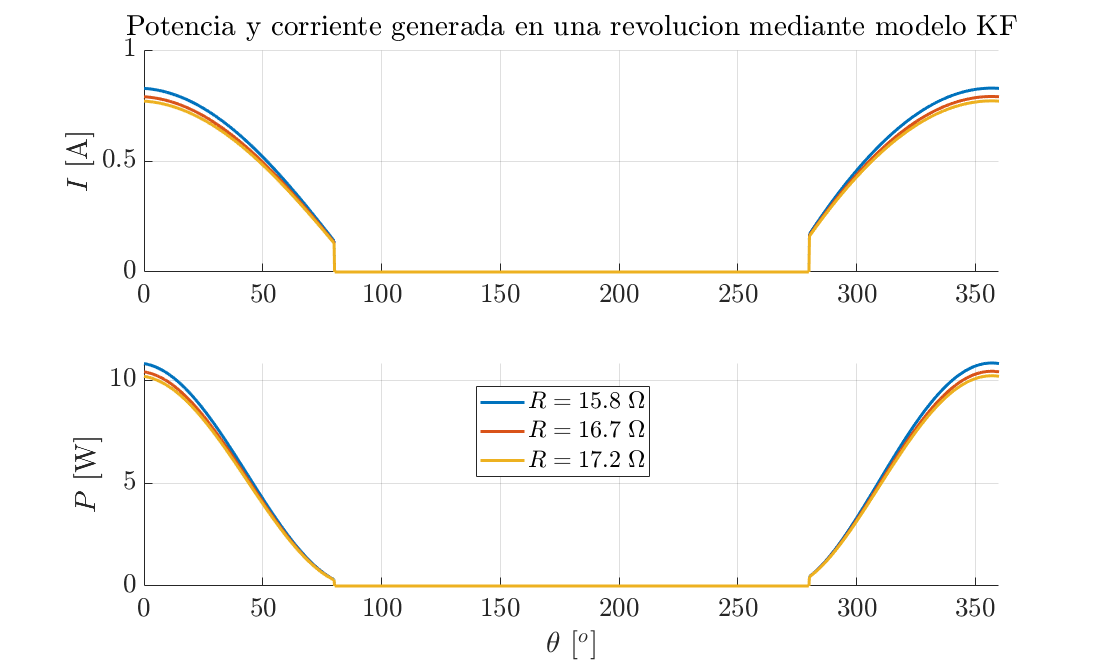 Potencia y corriente generada en una revolucion mediante modelo KF
1
0.5
0
I [A]
0 50 100 150 200 250 300 350
10
5
0
P [W]
R = 15.8 Ω
R = 16.7 Ω
R = 17.2 Ω
0 50 100 150 200 250 300 350
θ [º]